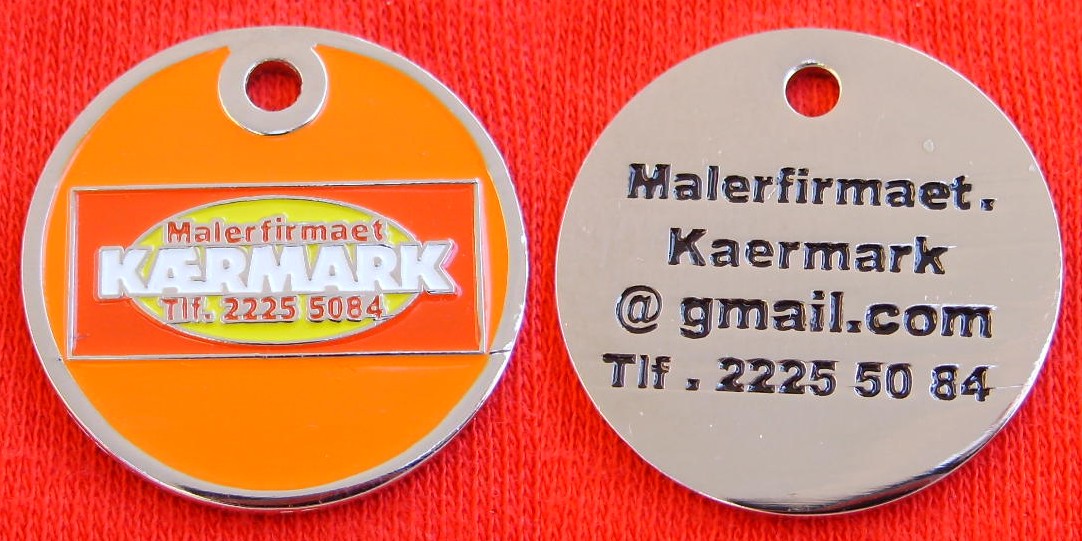 Malerfirmaet
KÆRMARK
Tlf. 2225 5084
Malerfirmaet.
Kaermark
@ gmail.com
Tlf . 2225 50 84